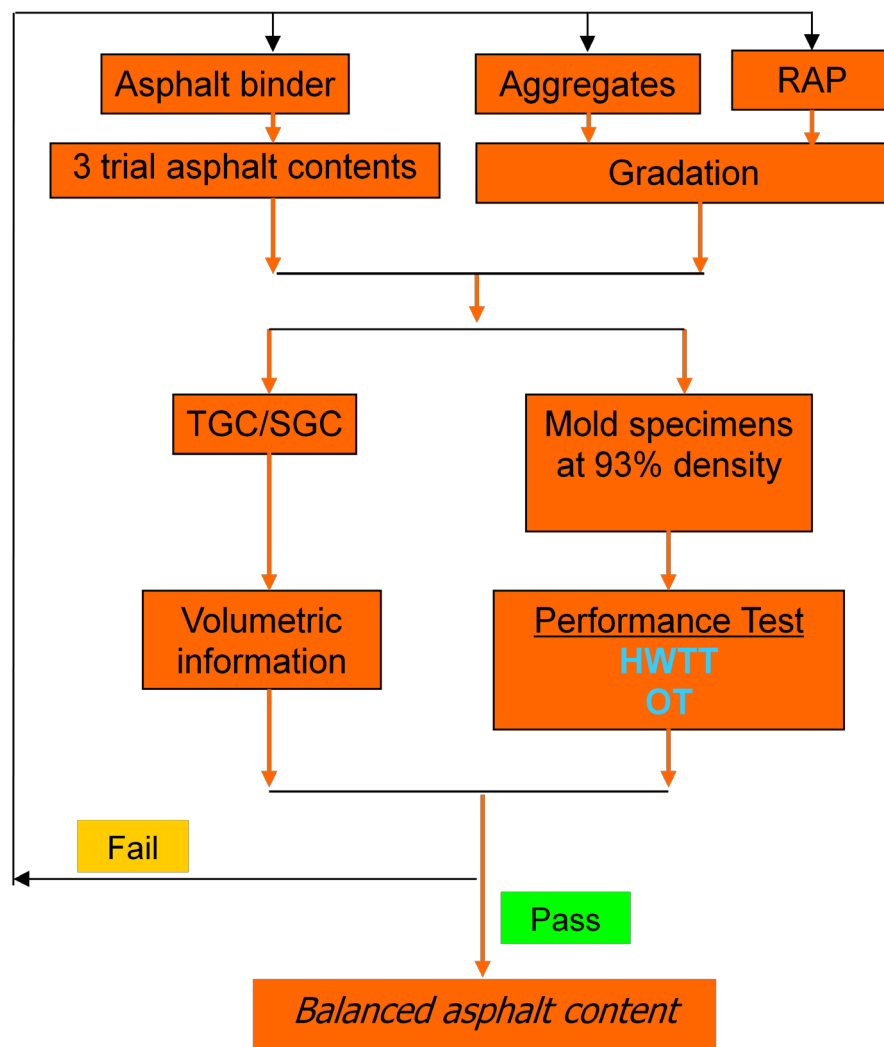 Asphalt binder
Aggregates
RAP
3 trial asphalt contents
Gradation
TGC/SGC
Mold specimens
at 93% density
Volumetric
information
Performance Test
HWTT
OT
Fail
Pass
Balanced asphalt content